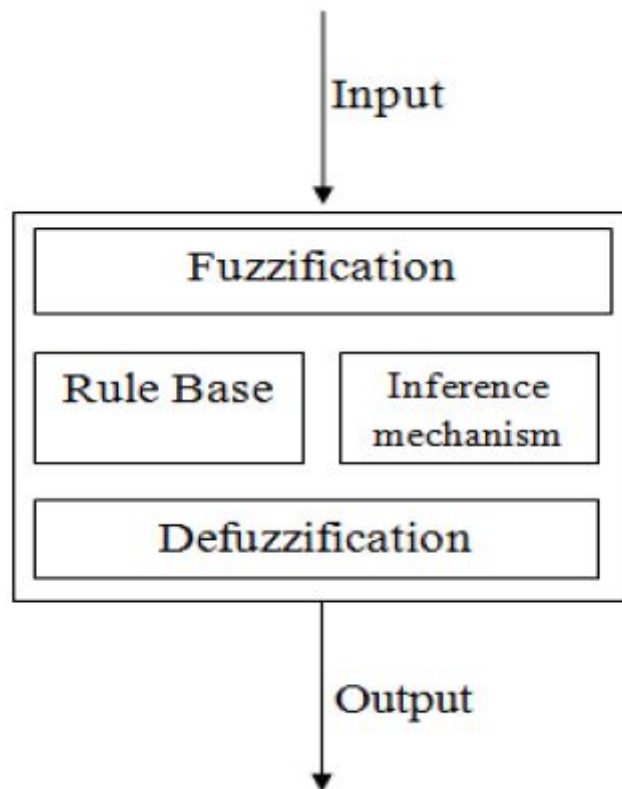 Input
Fuzzification
Rule Base
Inference
mechanism
Defuzzification
Output